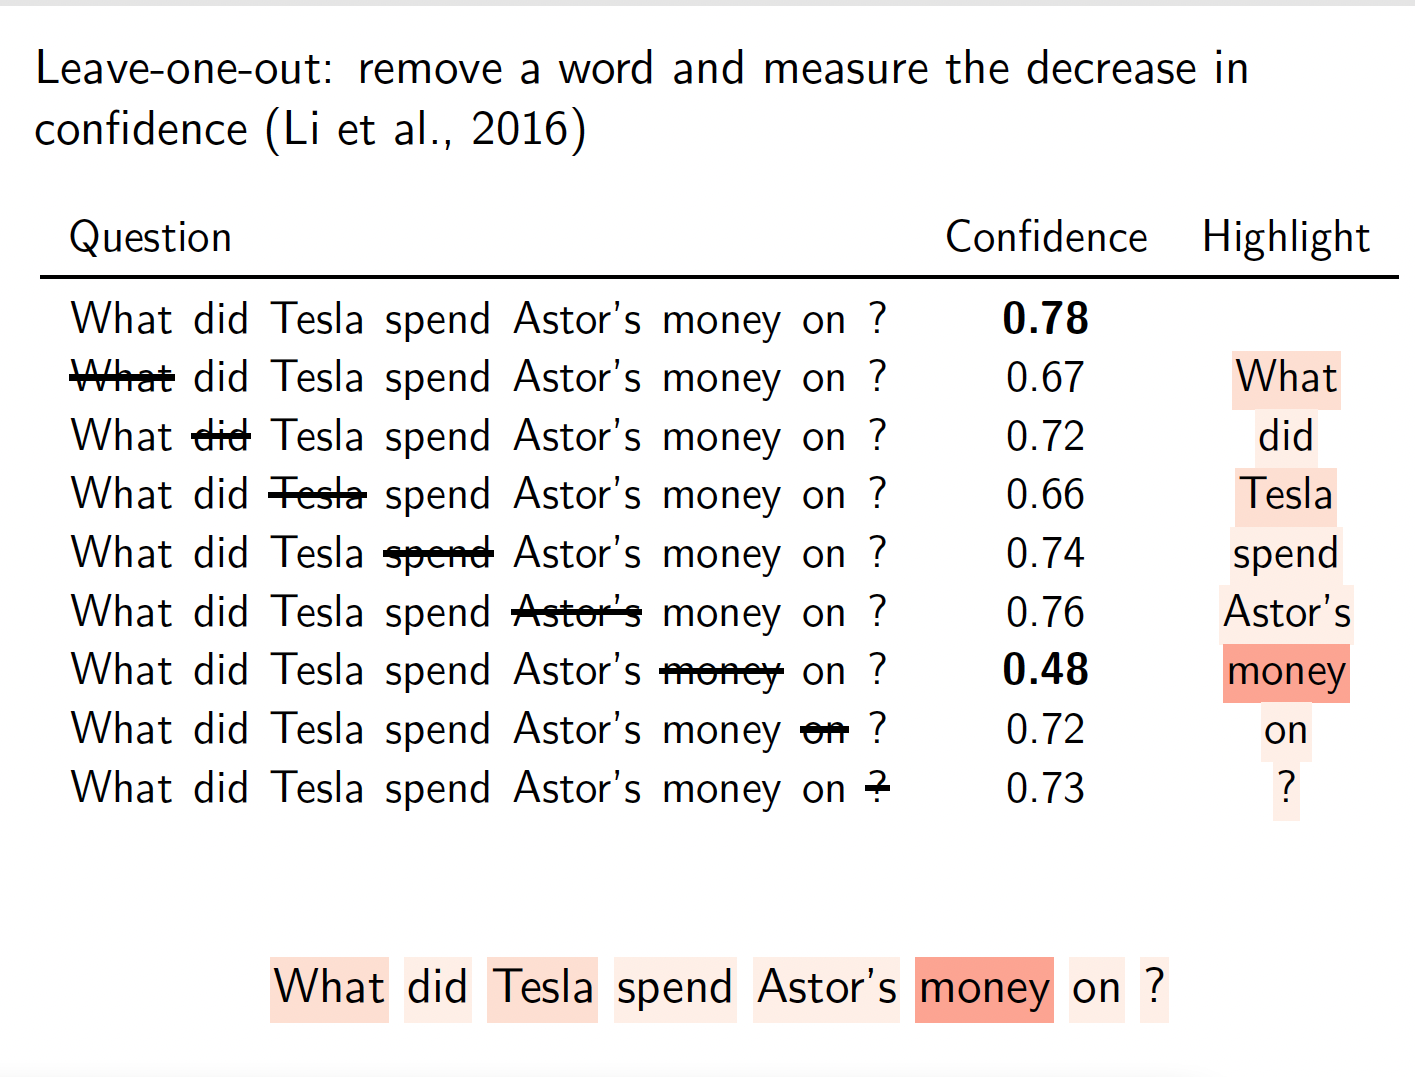 Leave-one-out: remove a word and measure the decrease in
confidence (Li et al., 2016)
Question Confidence Highlight
What did Tesla spend Astor's money on ? 0.78
What did Tesla spend Astor's money on ? 0.67 What
What did Tesla spend Astor's money on ? 0.72 did
What did Tesla spend Astor's money on ? 0.66 Tesla
What did Tesla spend Astor's money on ? 0.74 spend
What did Tesla spend Astor's money on ? 0.76 Astor's
What did Tesla spend Astor's money on ? 0.48 money
What did Tesla spend Astor's money on ? 0.72 on
What did Tesla spend Astor's money on ? 0.73 ?
What did Tesla spend Astor's money on ?